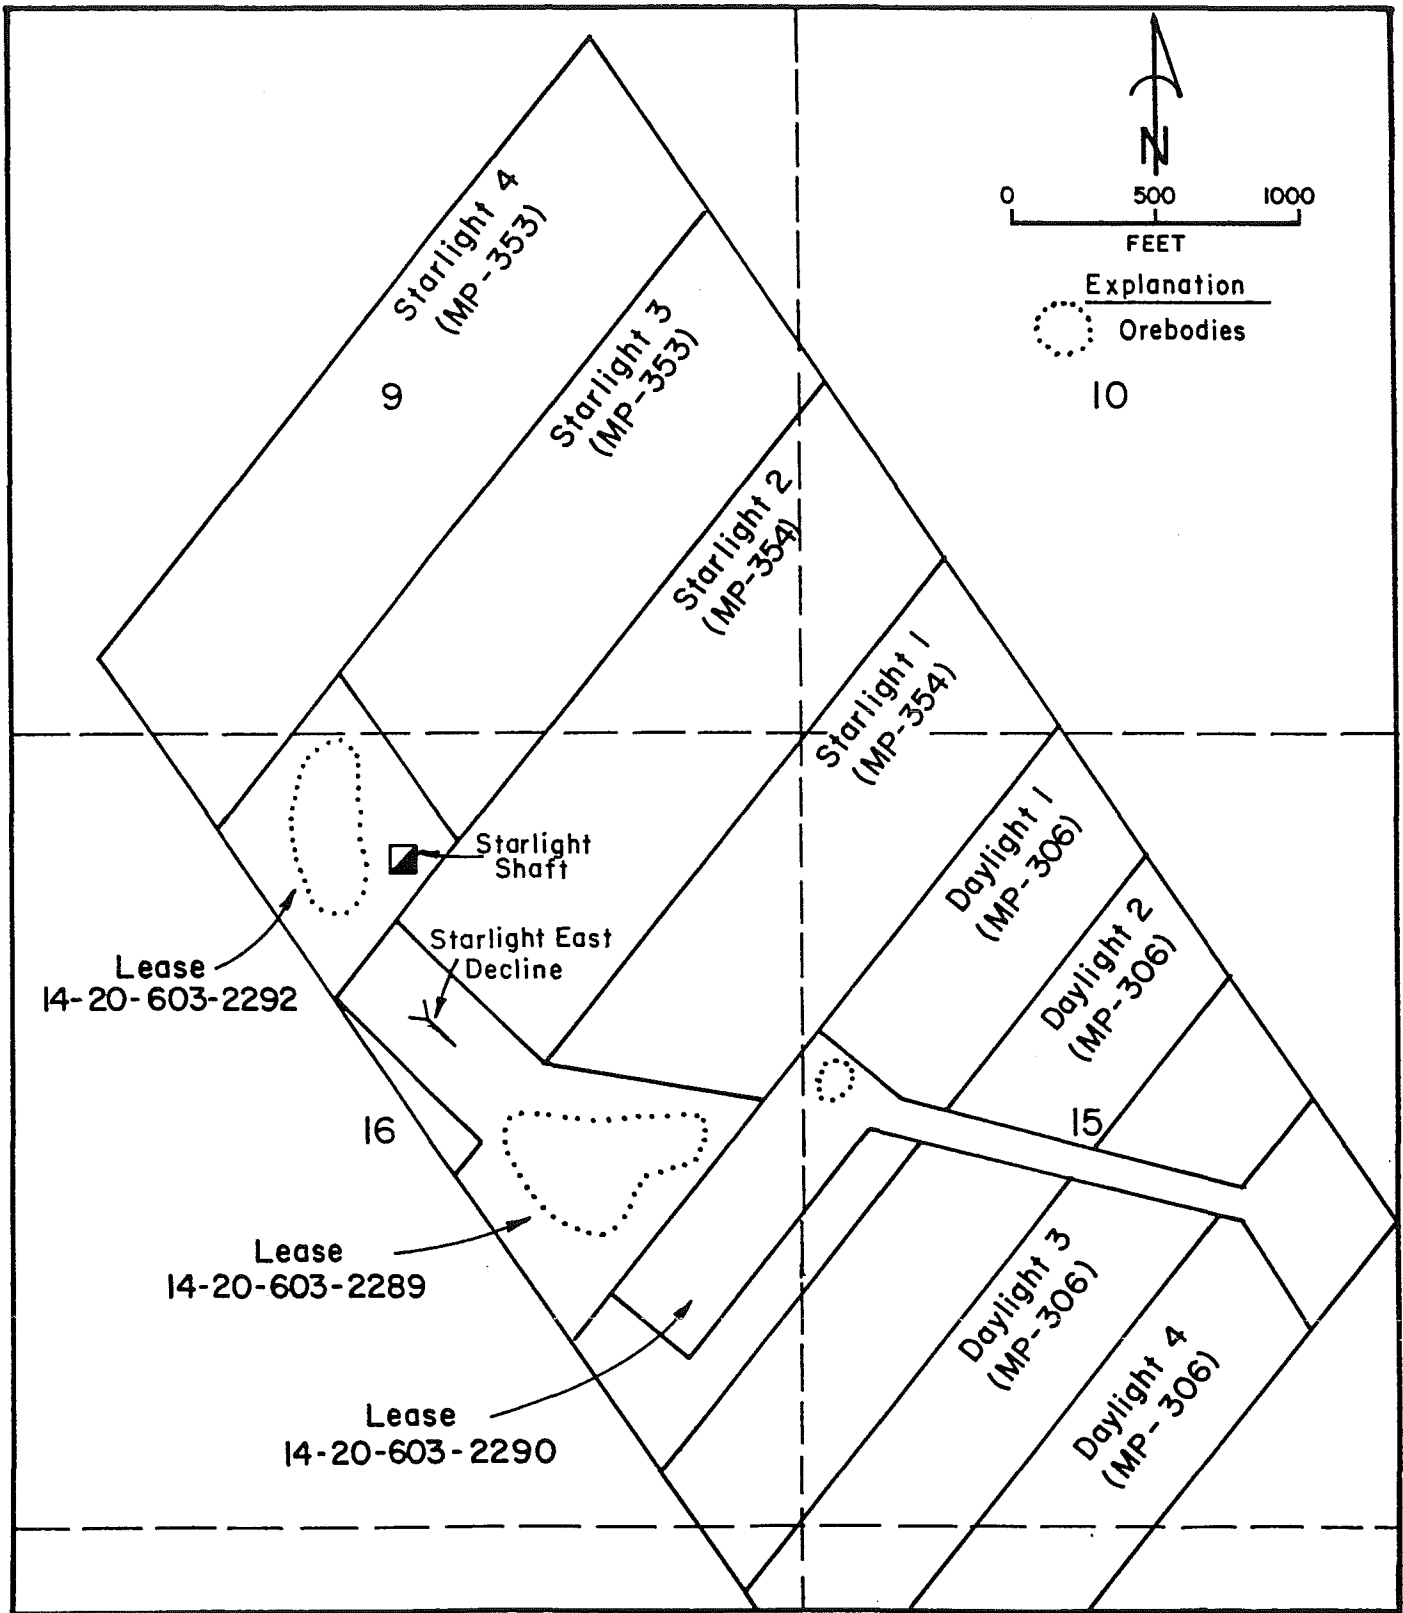 N
0 500 1000
FEET
Explanation
Orebodies
Starlight 4
(MP-353)
Starlight 3
(MP-353)
9
10
Starlight 2
(MP-354)
Starlight 1
(MP-354)
Daylight 1
(MP-306)
Starlight
Shaft
Daylight 2
(MP-306)
Starlight East
Decline
Lease
14-20-603-2292
16
15
Lease
14-20-603-2289
Daylight 3
(MP-306)
Daylight 4
(MP-306)
Lease
14-20-603-2290